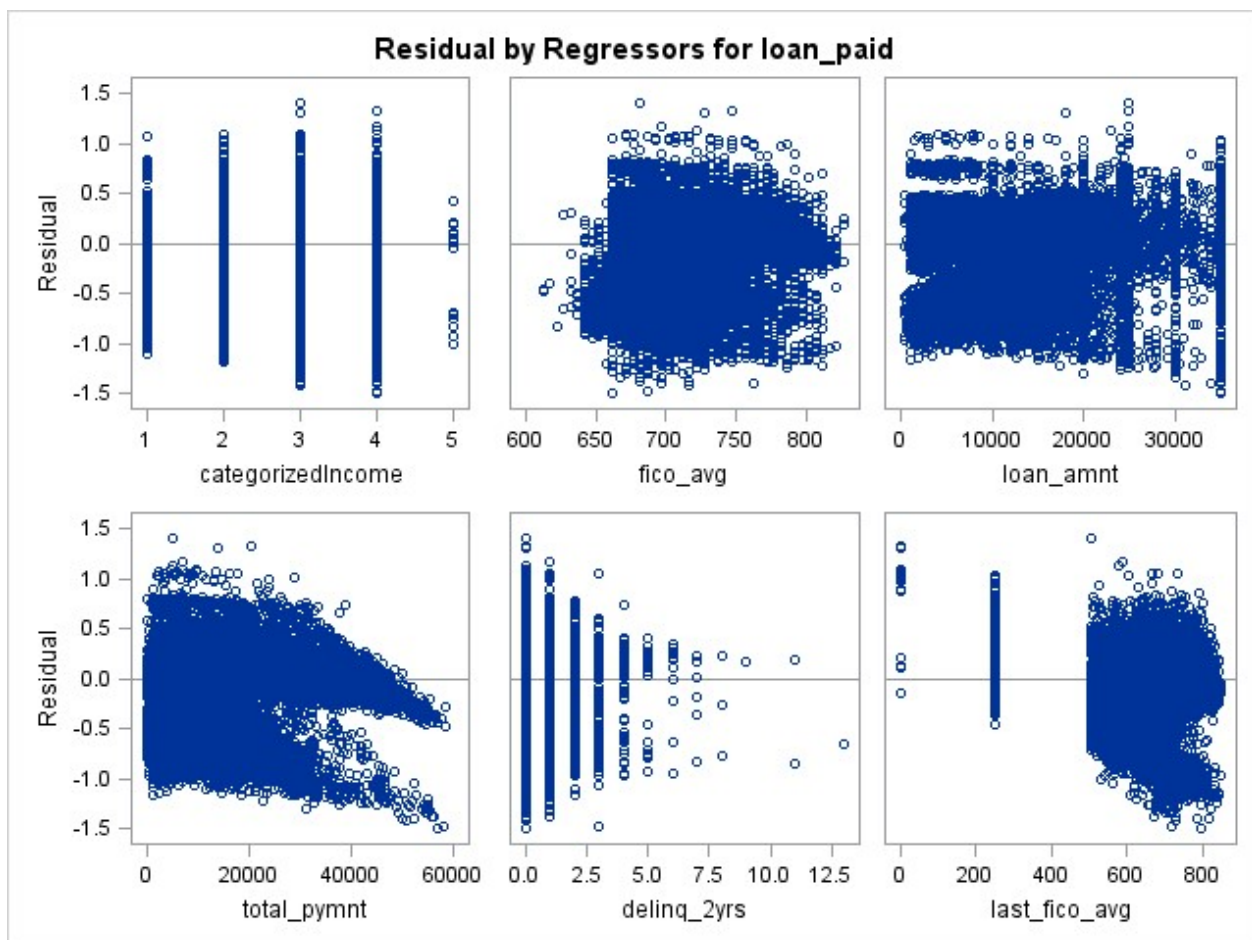 Residual by Regressors for loan_paid
1.5
1.0
0.5
0.0
-0.5
-1.0
-1.5
Residual
1 2 3 4 5
categorizedIncome
600 650 700 750 800
fico_avg
0 10000 20000 30000
loan_amnt
1.5
1.0
0.5
0.0
-0.5
-1.0
-1.5
Residual
0 20000 40000 60000
total_pymnt
0.0 2.5 5.0 7.5 10.0 12.5
delinq_2yrs
0 200 400 600 800
last_fico_avg